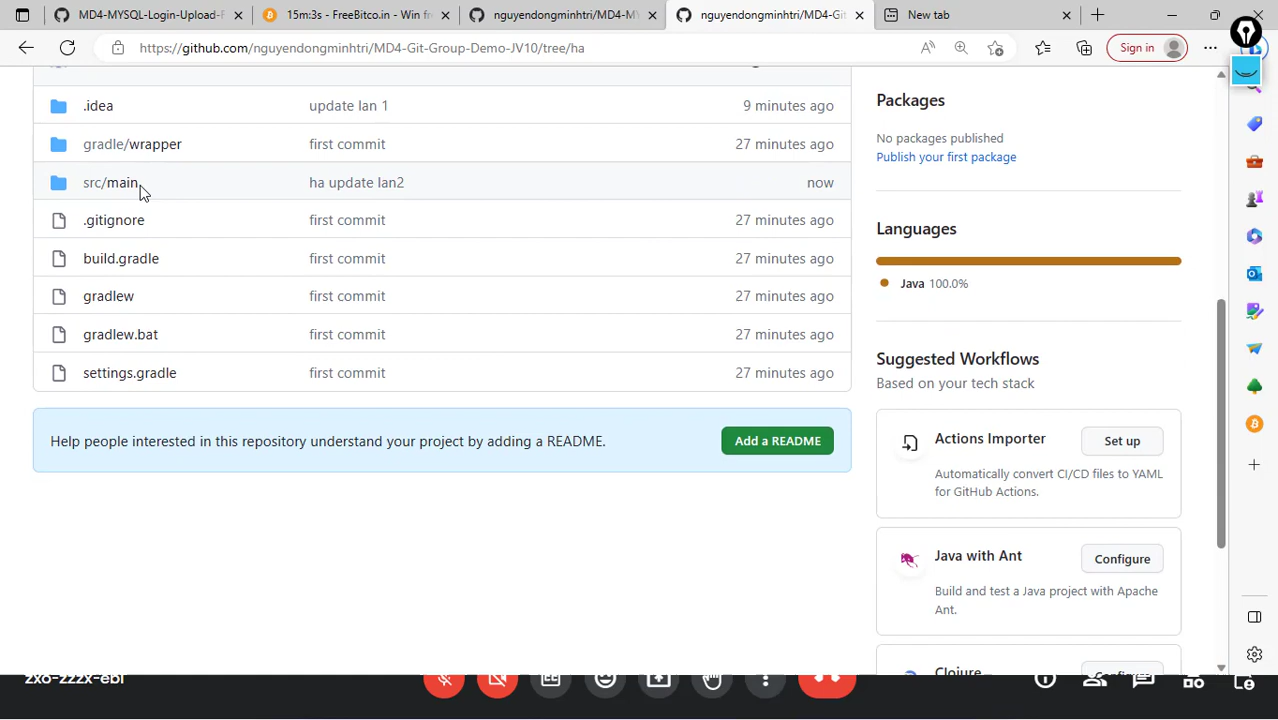 MD4-MYSQL-Login-Upload-F
15m:3s - FreeBitco.in - Win fr
nguyendongminhtri/MD4-MY
nguyendongminhtri/MD4-Git
New tab
https://github.com/nguyendongminhtri/MD4-Git-Group-Demo-JV10/tree/ha
Sign in
.idea
update lan 1
9 minutes ago
gradle/wrapper
first commit
27 minutes ago
src/main
ha update lan2
now
.gitignore
first commit
27 minutes ago
build.gradle
first commit
27 minutes ago
gradlew
first commit
27 minutes ago
gradlew.bat
first commit
27 minutes ago
settings.gradle
first commit
27 minutes ago
Help people interested in this repository understand your project by adding a README.
Add a README
Packages
No packages published
Publish your first package
Languages
Java 100.0%
Suggested Workflows
Based on your tech stack
Actions Importer
Set up
Automatically convert CI/CD files to YAML
for GitHub Actions.
Java with Ant
Configure
Build and test a Java project with Apache
Ant.
Clojure